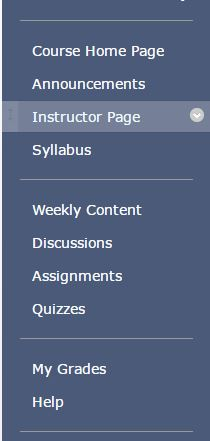 Course Home Page
Announcements
Instructor Page
Syllabus
Weekly Content
Discussions
Assignments
Quizzes
My Grades
Help